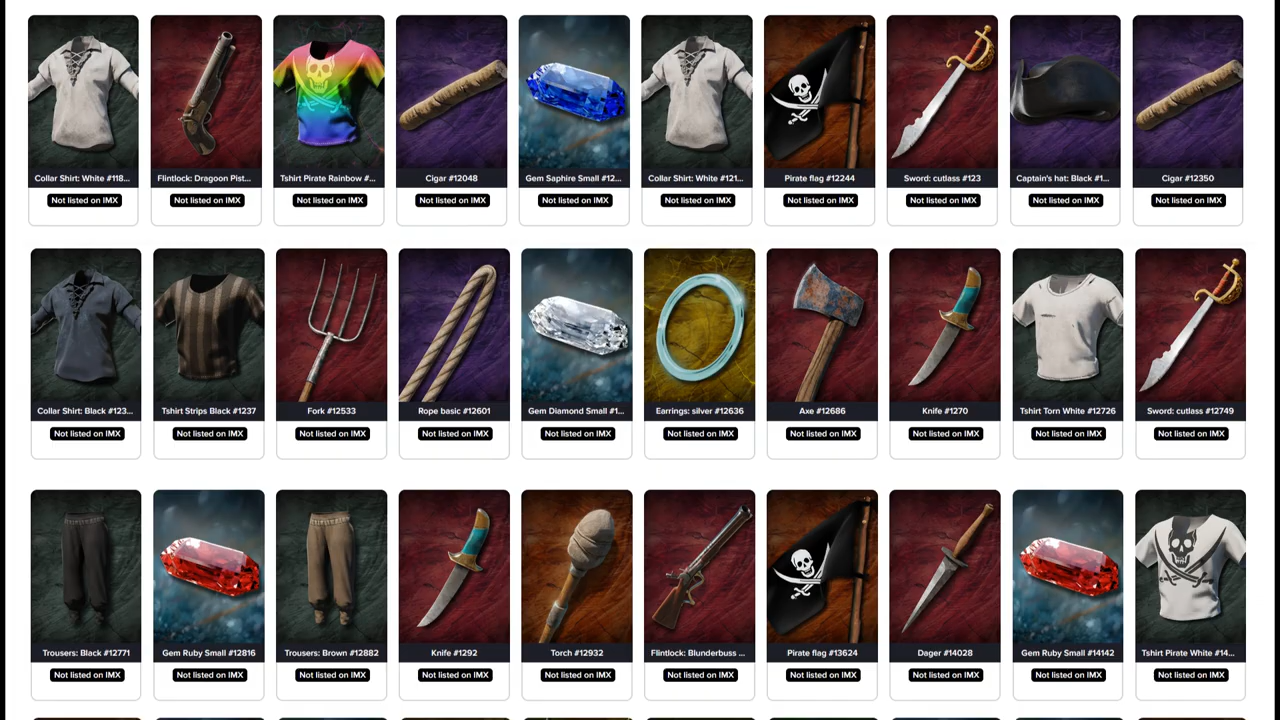 Collar Shirt: White #118...
Flintlock: Dragoon Pist...
Tshirt Pirate Rainbow #...
Cigar #12048
Gem Saphire Small #12...
Collar Shirt: White #121...
Pirate flag #12244
Sword: cutlass #123
Captain's hat: Black #1...
Cigar #12350
Not listed on IMX
Not listed on IMX
Not listed on IMX
Not listed on IMX
Not listed on IMX
Not listed on IMX
Not listed on IMX
Not listed on IMX
Not listed on IMX
Not listed on IMX
Collar Shirt: Black #123...
Tshirt Strips Black #1237
Fork #12533
Rope basic #12601
Gem Diamond Small #1...
Earrings: silver #12636
Axe #12686
Knife #1270
Tshirt Torn White #12726
Sword: cutlass #12749
Not listed on IMX
Not listed on IMX
Not listed on IMX
Not listed on IMX
Not listed on IMX
Not listed on IMX
Not listed on IMX
Not listed on IMX
Not listed on IMX
Not listed on IMX
Trousers: Black #12771
Gem Ruby Small #12816
Trousers: Brown #12882
Knife #1292
Torch #12932
Flintlock: Blunderbuss ...
Pirate flag #13624
Dager #14028
Gem Ruby Small #14142
Tshirt Pirate White #14...
Not listed on IMX
Not listed on IMX
Not listed on IMX
Not listed on IMX
Not listed on IMX
Not listed on IMX
Not listed on IMX
Not listed on IMX
Not listed on IMX
Not listed on IMX